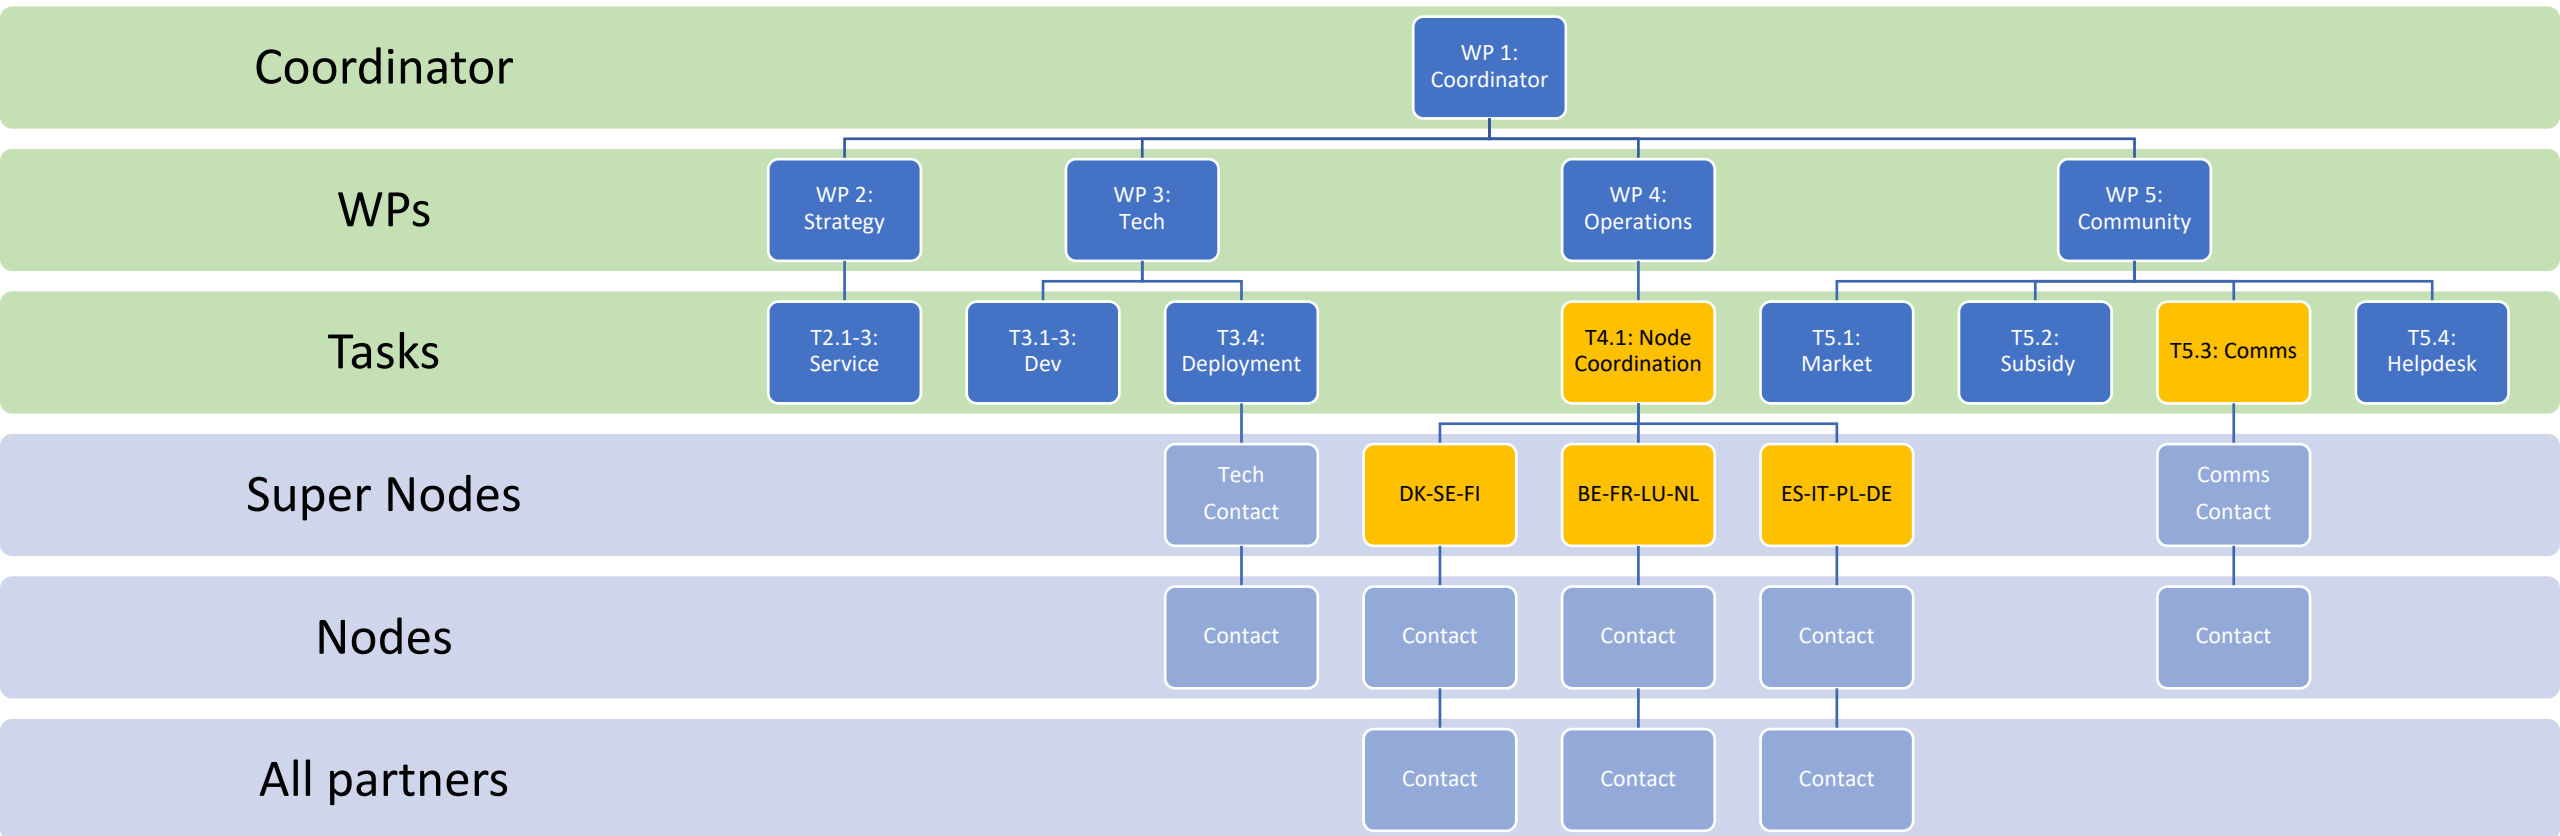 Coordinator
WP 1:
Coordinator
WPs
WP 2:
Strategy
WP 3:
Tech
WP 4:
Operations
WP 5:
Community
Tasks
T2.1-3:
Service
T3.1-3:
Dev
T3.4:
Deployment
T4.1: Node
Coordination
T5.1:
Market
T5.2:
Subsidy
T5.3: Comms
T5.4:
Helpdesk
Super Nodes
Tech
Contact
DK-SE-FI
BE-FR-LU-NL
ES-IT-PL-DE
Comms
Contact
Nodes
Contact
Contact
Contact
Contact
Contact
All partners
Contact
Contact
Contact